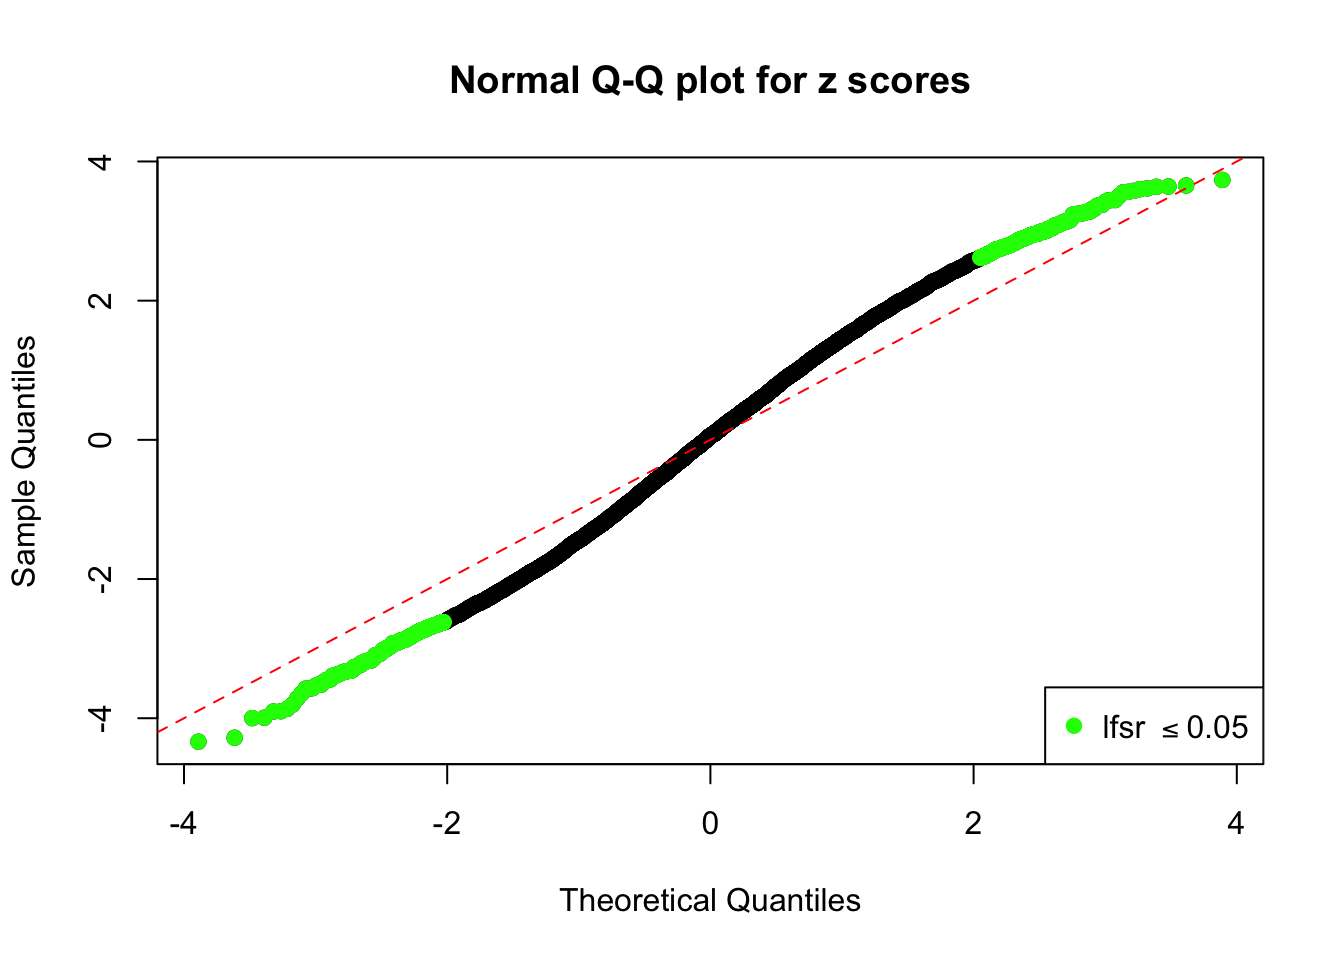 Normal Q-Q plot for z scores
Sample Quantiles
4
2
0
-2
-4
lfsr ≤ 0.05
-4 -2 0 2 4
Theoretical Quantiles